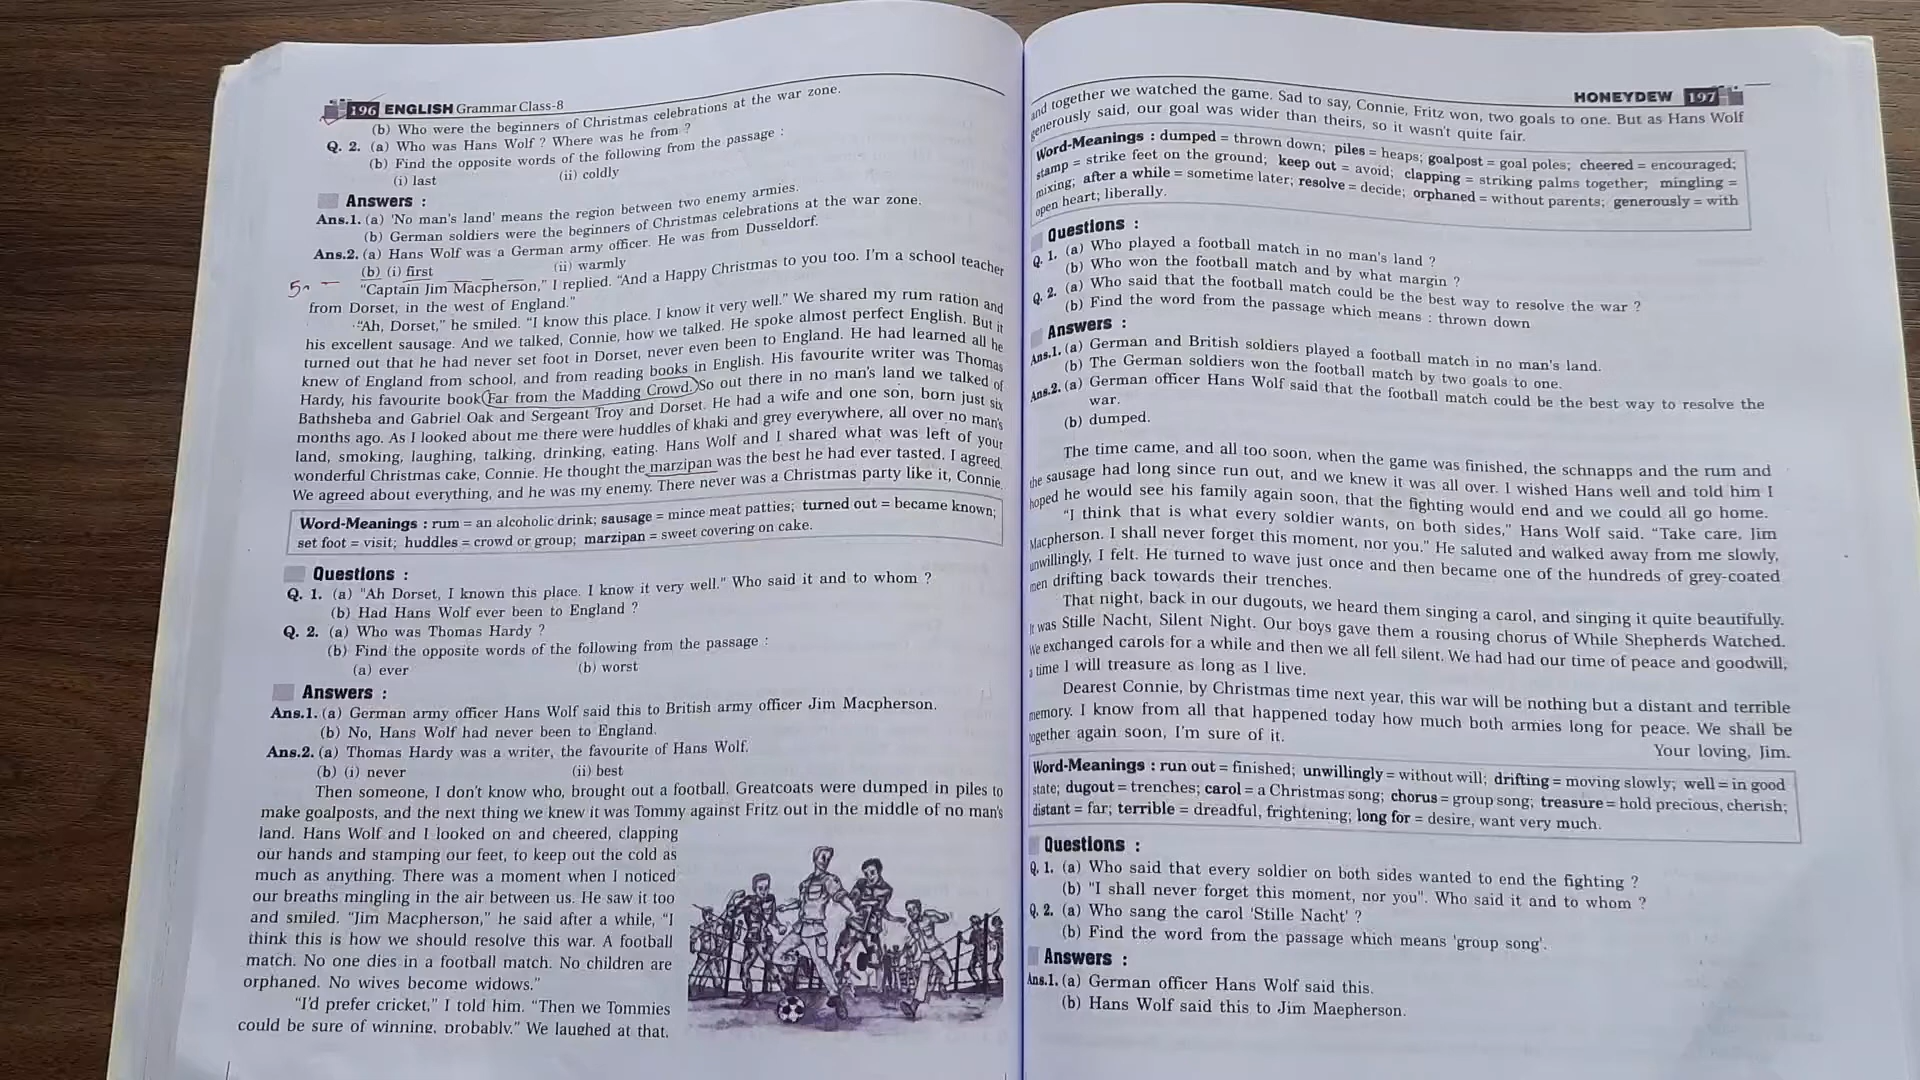 196 ENGLISH Grammar Class-8
(b) Who were the beginners of Christmas celebrations at the war zone.
Q. 2. (a) Who was Hans Wolf ? Where was he from ?
(b) Find the opposite words of the following from the passage :
(i) last (ii) coldly
Answers :
Ans.1. (a) 'No man's land' means the region between two enemy armies.
(b) German soldiers were the beginners of Christmas celebrations at the war zone.
Ans.2. (a) Hans Wolf was a German army officer. He was from Dusseldorf.
(b) (i) first (ii) warmly
"Captain Jim Macpherson," I replied. "And a Happy Christmas to you too. I'm a school teacher
from Dorset, in the west of England."
"Ah, Dorset," he smiled. "I know this place. I know it very well." We shared my rum ration and
his excellent sausage. And we talked, Connie, how we talked. He spoke almost perfect English. But it
turned out that he had never set foot in Dorset, never even been to England. He had learned all he
knew of England from school, and from reading books in English. His favourite writer was Thomas
Hardy, his favourite book Far from the Madding Crowd. So out there in no man's land we talked of
Bathsheba and Gabriel Oak and Sergeant Troy and Dorset. He had a wife and one son, born just six
months ago. As I looked about me there were huddles of khaki and grey everywhere, all over no man's
land, smoking, laughing, talking, drinking, eating. Hans Wolf and I shared what was left of your
wonderful Christmas cake, Connie. He thought the marzipan was the best he had ever tasted. I agreed.
We agreed about everything, and he was my enemy. There never was a Christmas party like it, Connie.
Word-Meanings : rum = an alcoholic drink; sausage = mince meat patties; turned out = became known;
set foot = visit; huddles = crowd or group; marzipan = sweet covering on cake.
Questions :
Q. 1. (a) "Ah Dorset, I known this place. I know it very well." Who said it and to whom ?
(b) Had Hans Wolf ever been to England ?
Q. 2. (a) Who was Thomas Hardy ?
(b) Find the opposite words of the following from the passage :
(a) ever (b) worst
Answers :
Ans.1. (a) German army officer Hans Wolf said this to British army officer Jim Macpherson.
(b) No, Hans Wolf had never been to England.
Ans.2. (a) Thomas Hardy was a writer, the favourite of Hans Wolf.
(b) (i) never (ii) best
Then someone, I don't know who, brought out a football. Greatcoats were dumped in piles to
make goalposts, and the next thing we knew it was Tommy against Fritz out in the middle of no man's
land. Hans Wolf and I looked on and cheered, clapping
our hands and stamping our feet, to keep out the cold as
much as anything. There was a moment when I noticed
our breaths mingling in the air between us. He saw it too
and smiled. "Jim Macpherson," he said after a while, "I
think this is how we should resolve this war. A football
match. No one dies in a football match. No children are
orphaned. No wives become widows."
"I'd prefer cricket," I told him. "Then we Tommies
could be sure of winning, probably." We laughed at that,
HONEYDEW 197
and together we watched the game. Sad to say, Connie, Fritz won, two goals to one. But as Hans Wolf
generously said, our goal was wider than theirs, so it wasn't quite fair.
Word-Meanings : dumped = thrown down; piles = heaps; goalpost = goal poles; cheered = encouraged;
stamp = strike feet on the ground; keep out = avoid; clapping = striking palms together; mingling =
mixing; after a while = sometime later; resolve = decide; orphaned = without parents; generously = with
open heart; liberally.
Questions :
Q. 1. (a) Who played a football match in no man's land ?
(b) Who won the football match and by what margin ?
Q. 2. (a) Who said that the football match could be the best way to resolve the war ?
(b) Find the word from the passage which means : thrown down
Answers :
Ans.1. (a) German and British soldiers played a football match in no man's land.
(b) The German soldiers won the football match by two goals to one.
Ans.2. (a) German officer Hans Wolf said that the football match could be the best way to resolve the
war.
(b) dumped.
The time came, and all too soon, when the game was finished, the schnapps and the rum and
the sausage had long since run out, and we knew it was all over. I wished Hans well and told him I
hoped he would see his family again soon, that the fighting would end and we could all go home.
"I think that is what every soldier wants, on both sides," Hans Wolf said. "Take care, Jim
Macpherson. I shall never forget this moment, nor you." He saluted and walked away from me slowly,
unwillingly, I felt. He turned to wave just once and then became one of the hundreds of grey-coated
men drifting back towards their trenches.
That night, back in our dugouts, we heard them singing a carol, and singing it quite beautifully.
It was Stille Nacht, Silent Night. Our boys gave them a rousing chorus of While Shepherds Watched.
We exchanged carols for a while and then we all fell silent. We had had our time of peace and goodwill,
a time I will treasure as long as I live.
Dearest Connie, by Christmas time next year, this war will be nothing but a distant and terrible
memory. I know from all that happened today how much both armies long for peace. We shall be
together again soon, I'm sure of it.
Your loving, Jim.
Word-Meanings : run out = finished; unwillingly = without will; drifting = moving slowly; well = in good
state; dugout = trenches; carol = a Christmas song; chorus = group song; treasure = hold precious, cherish;
distant = far; terrible = dreadful, frightening; long for = desire, want very much.
Questions :
Q. 1. (a) Who said that every soldier on both sides wanted to end the fighting ?
(b) "I shall never forget this moment, nor you". Who said it and to whom ?
Q. 2. (a) Who sang the carol 'Stille Nacht' ?
(b) Find the word from the passage which means 'group song'.
Answers :
Ans.1. (a) German officer Hans Wolf said this.
(b) Hans Wolf said this to Jim Maepherson.